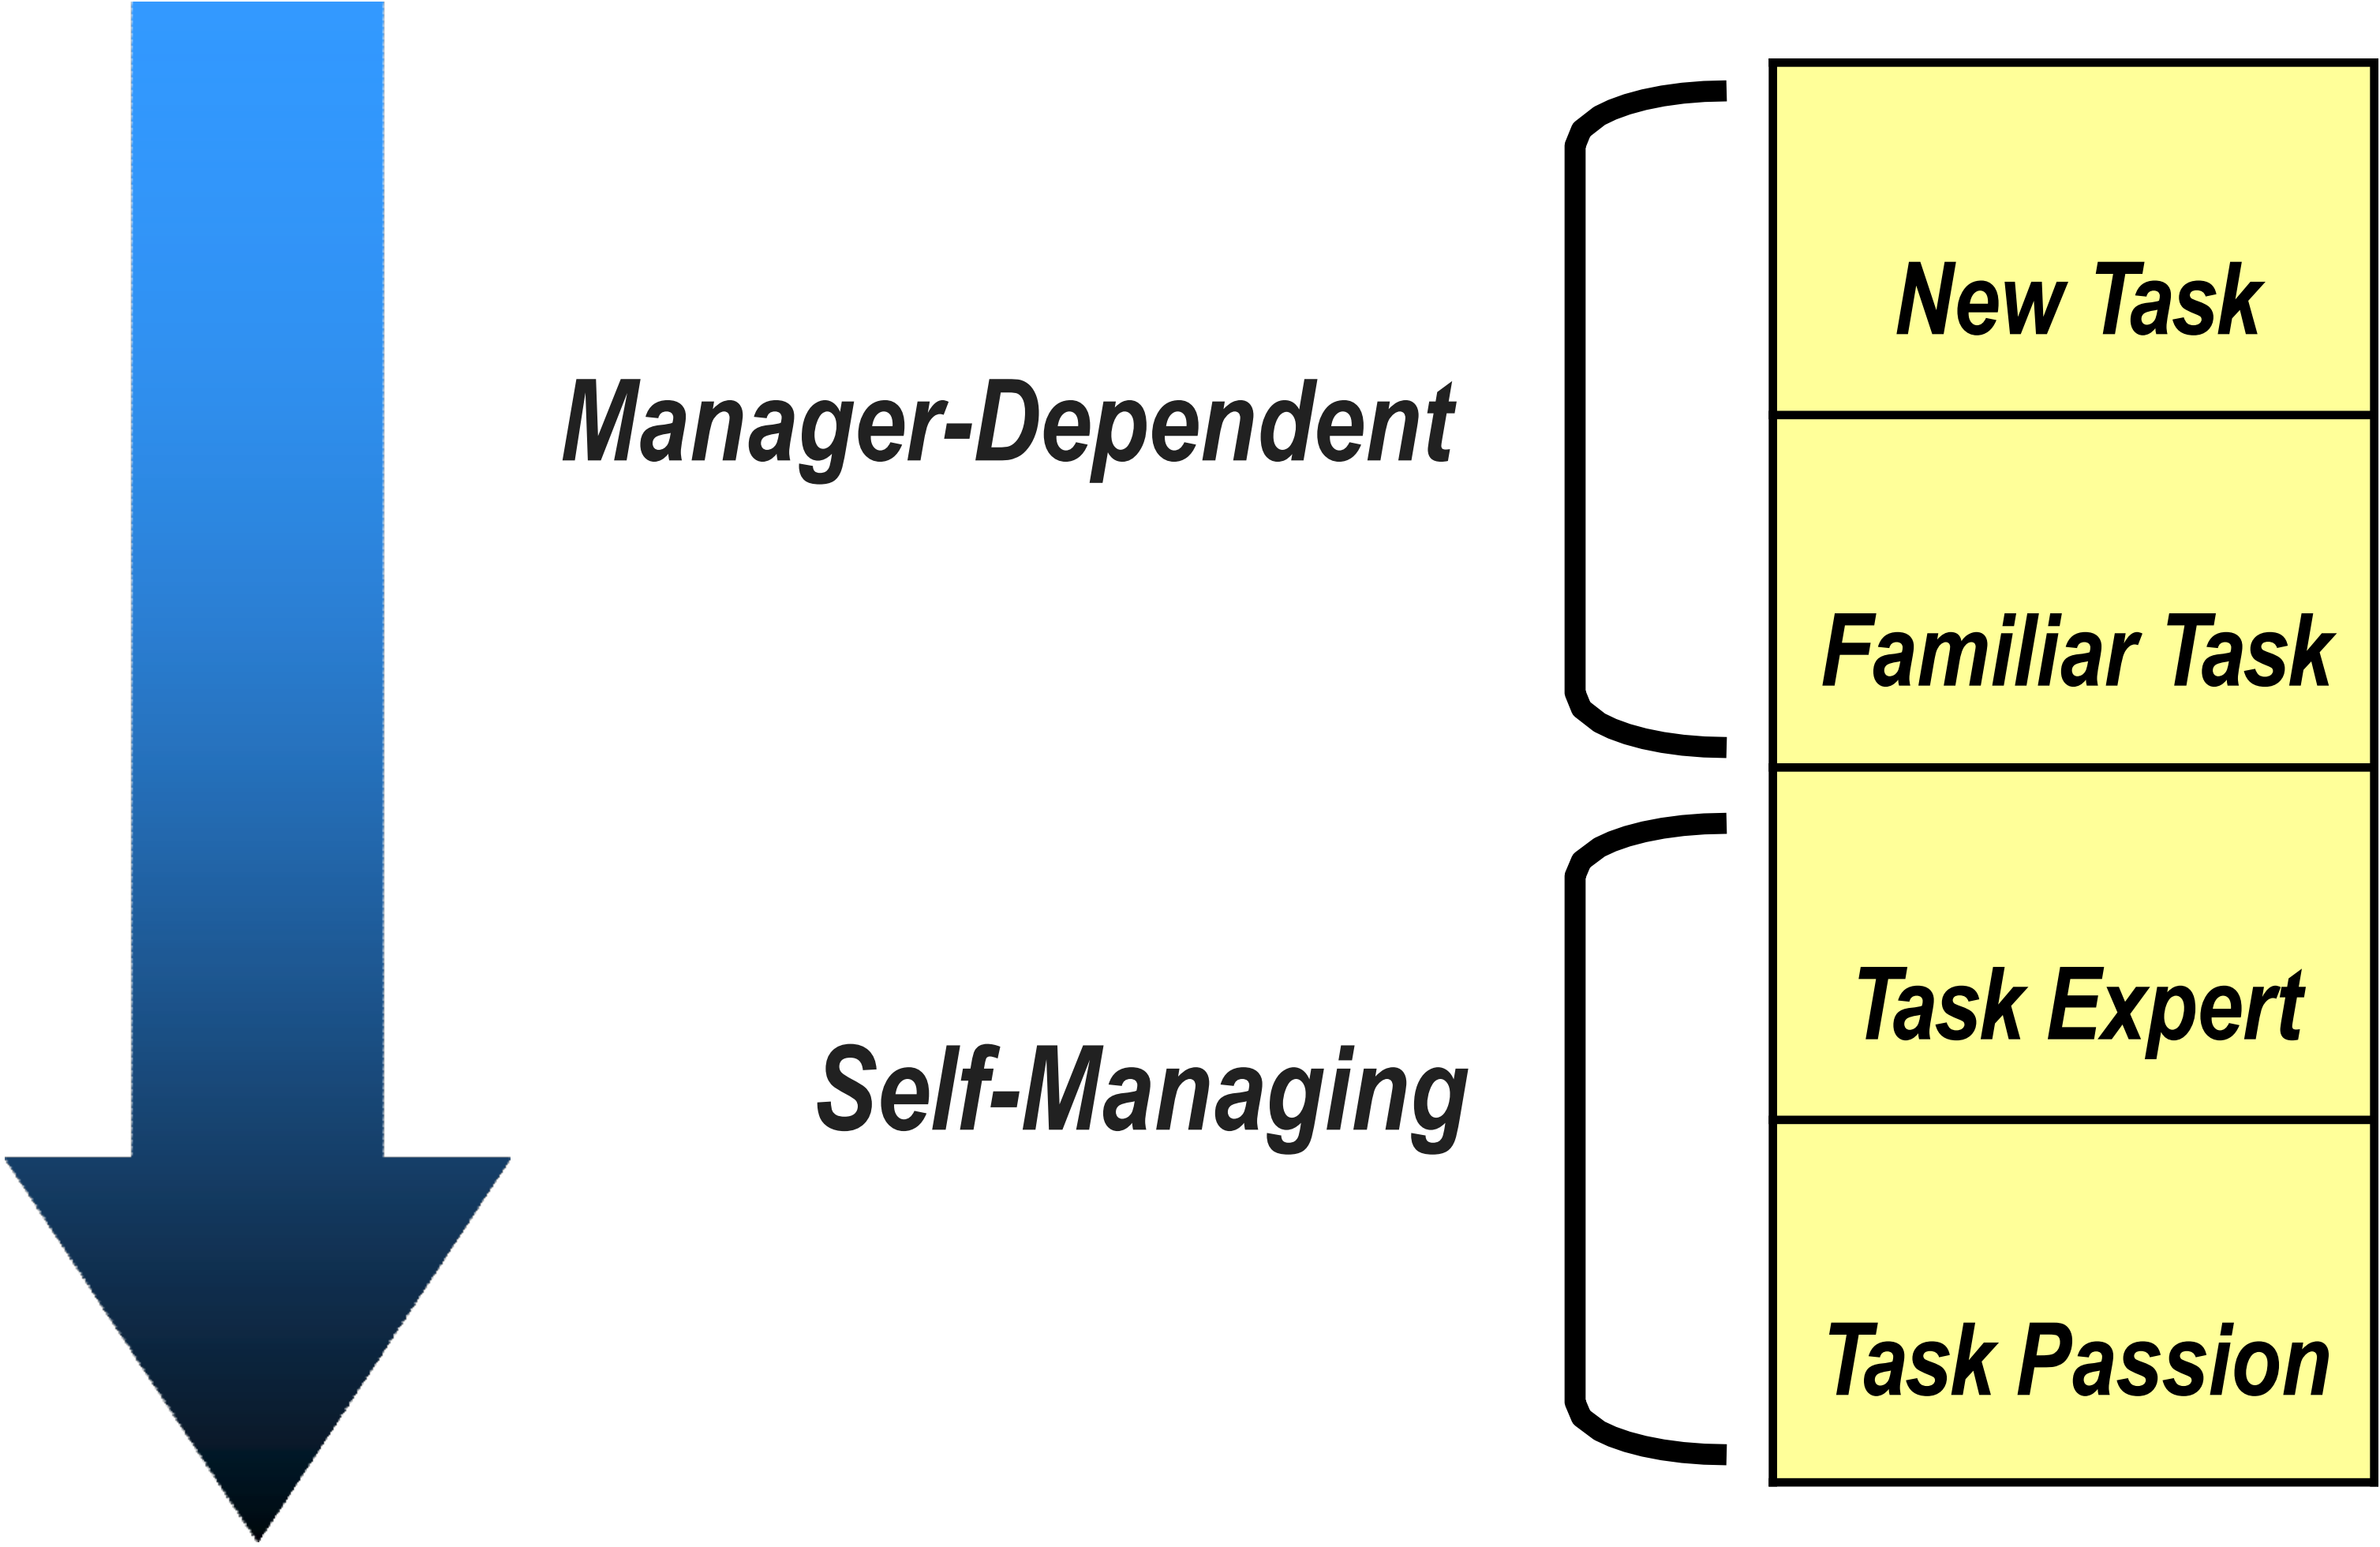 New Task
Manager-Dependent
Familiar Task
Task Expert
Self-Managing
Task Passion